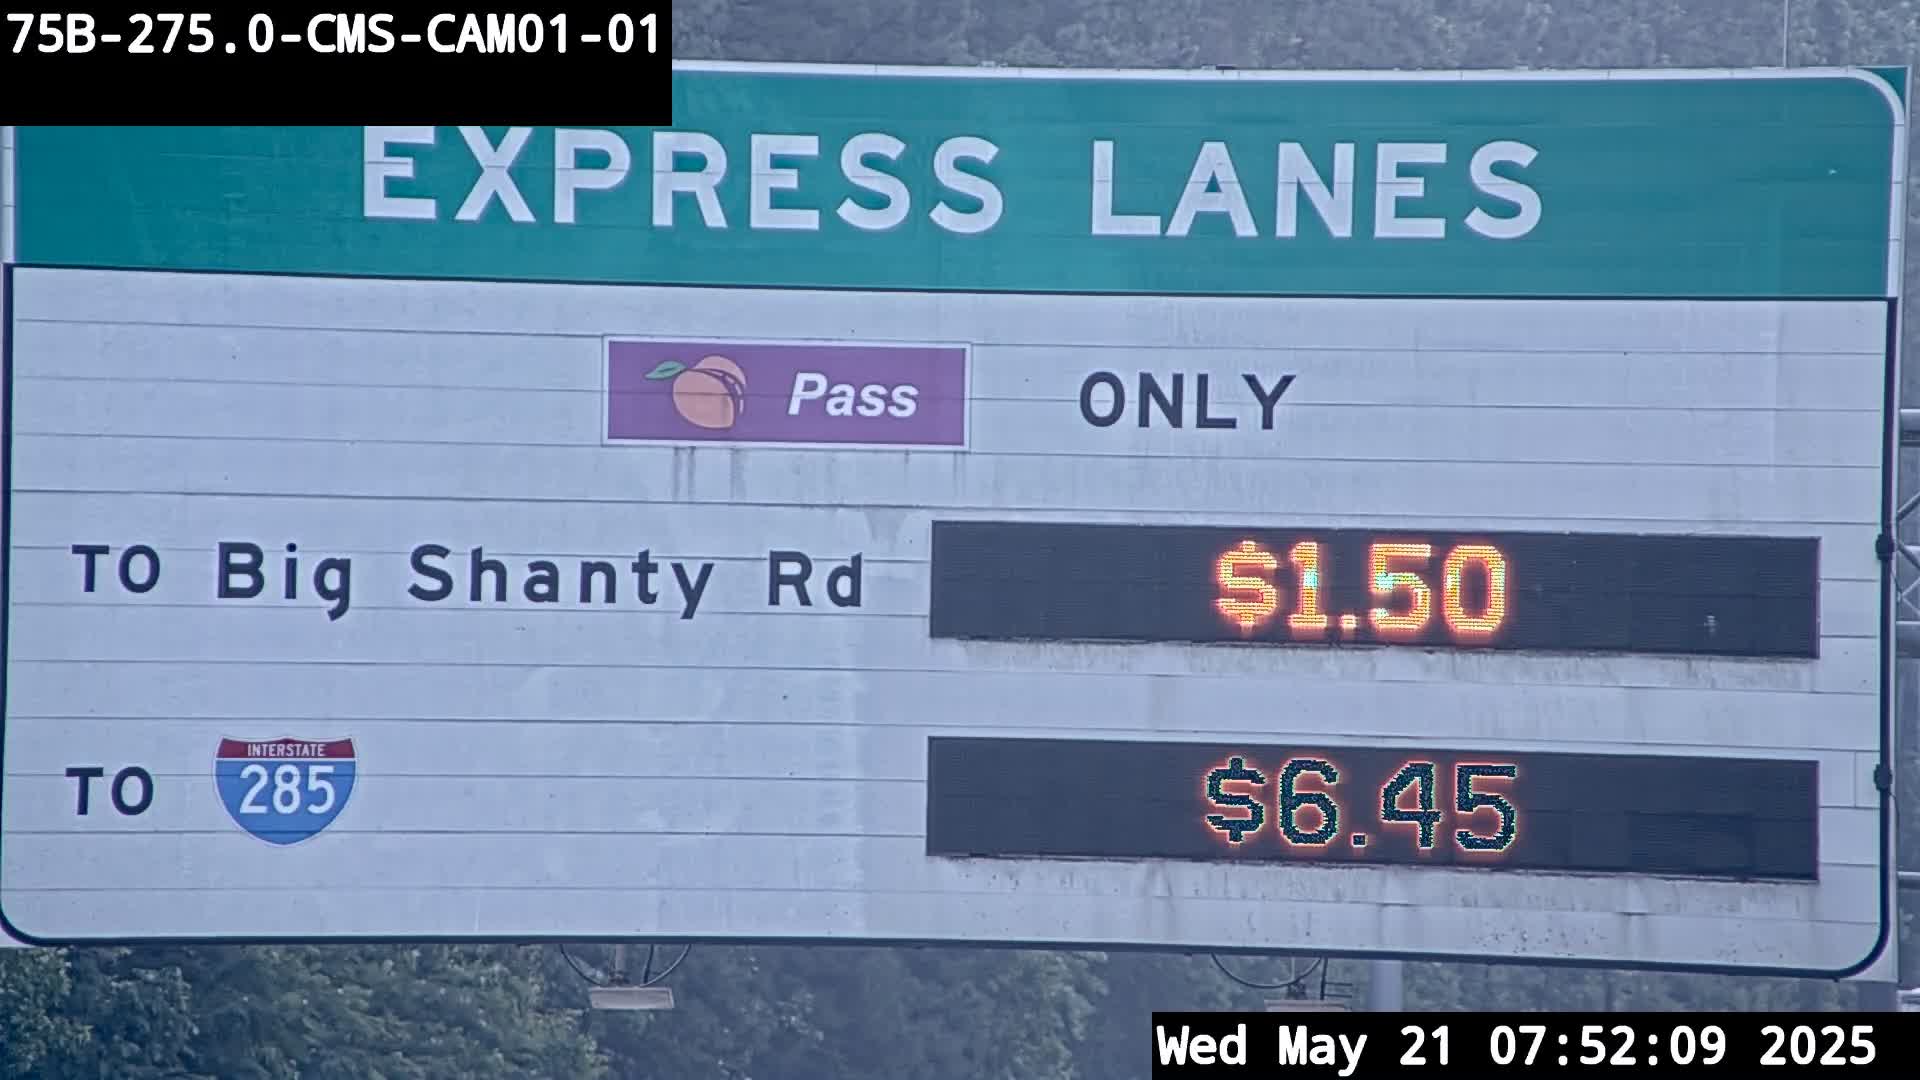 75B-275.0-CMS-CAM01-01
EXPRESS LANES
Pass ONLY
TO Big Shanty Rd $1.50
TO INTERSTATE 285 $6.45
Wed May 21 07:52:09 2025